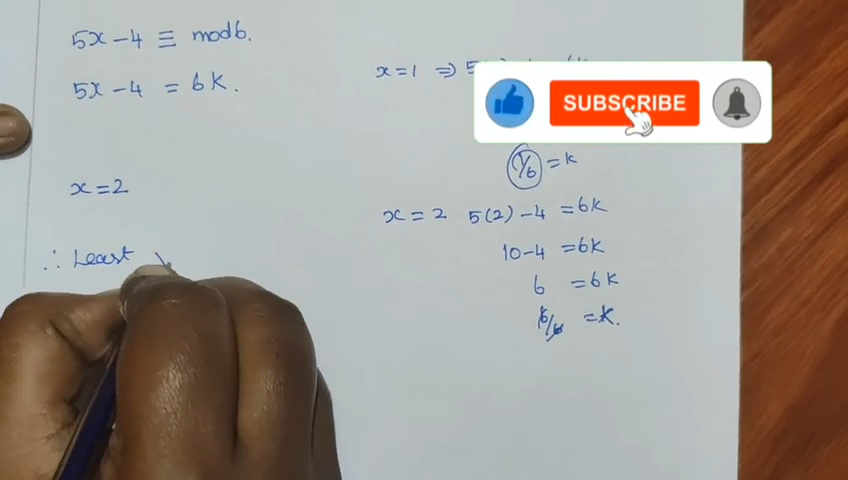 5x - 4 ≡ mod6.
5x - 4 = 6k.
x = 1 ⇒ 5
SUBSCRIBE
1/6 = k
x = 2
x = 2 5(2) - 4 = 6k
10-4 = 6k
∴ Least
6 = 6k
6/6 = k.